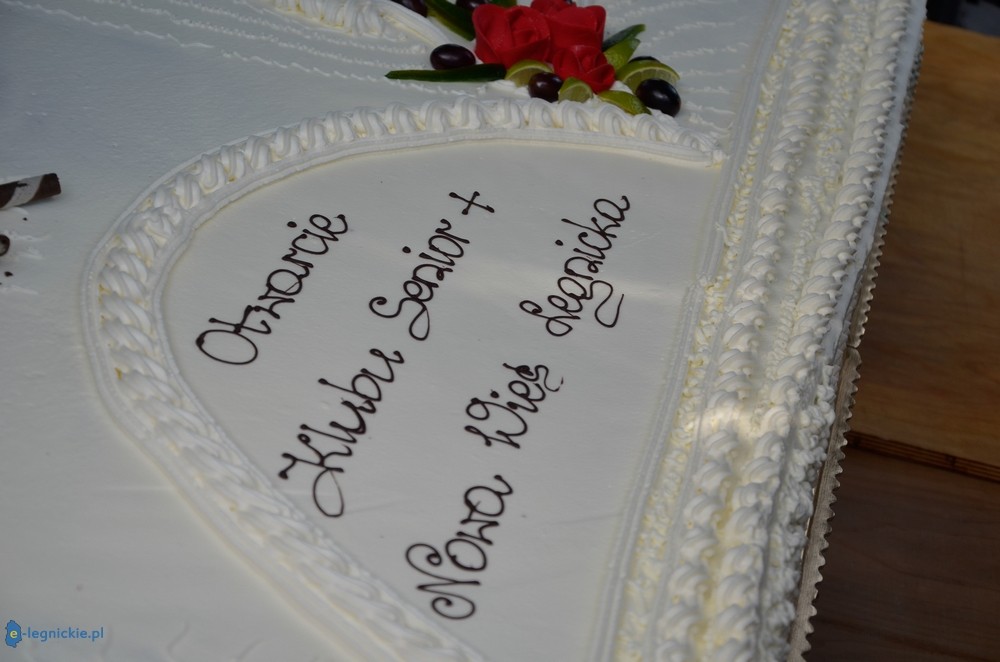 Otwarcie
Klubu Senior +
Nowa Wieś Legnicka
e-legnickie.pl